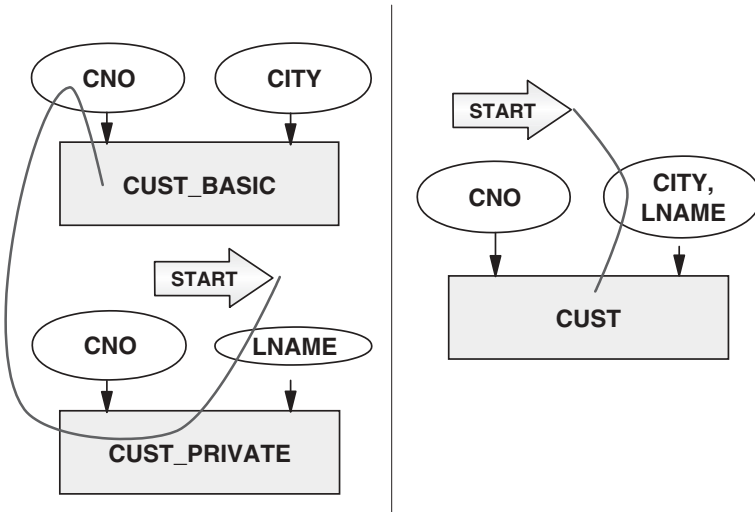 CNO
CITY
CUST_BASIC
START
CNO
LNAME
CUST_PRIVATE
START
CNO
CITY,
LNAME
CUST